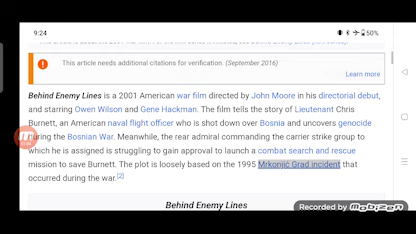 9:24
50%
This article needs additional citations for verification. (September 2016)
Learn more
Behind Enemy Lines is a 2001 American war film directed by John Moore in his directorial debut,
and starring Owen Wilson and Gene Hackman. The film tells the story of Lieutenant Chris
Burnett, an American naval flight officer who is shot down over Bosnia and uncovers genocide
during the Bosnian War. Meanwhile, the rear admiral commanding the carrier strike group to
which he is assigned is struggling to gain approval to launch a combat search and rescue
mission to save Burnett. The plot is loosely based on the 1995 Mrkonjić Grad incident that
occurred during the war.[2]
Behind Enemy Lines
Recorded by Mobizen